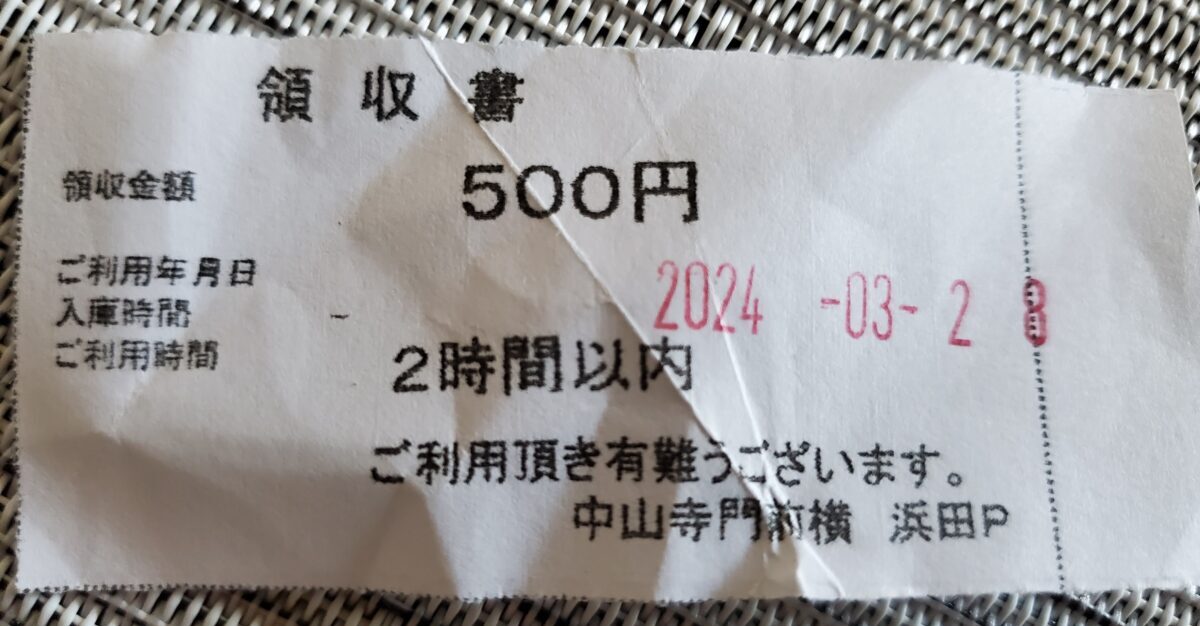 領収書
領収金額 500円
ご利用年月日 2024 -03- 2 8
入庫時間 -
ご利用時間 2時間以内
ご利用頂き有難うございます。
中山寺門前横 浜田P